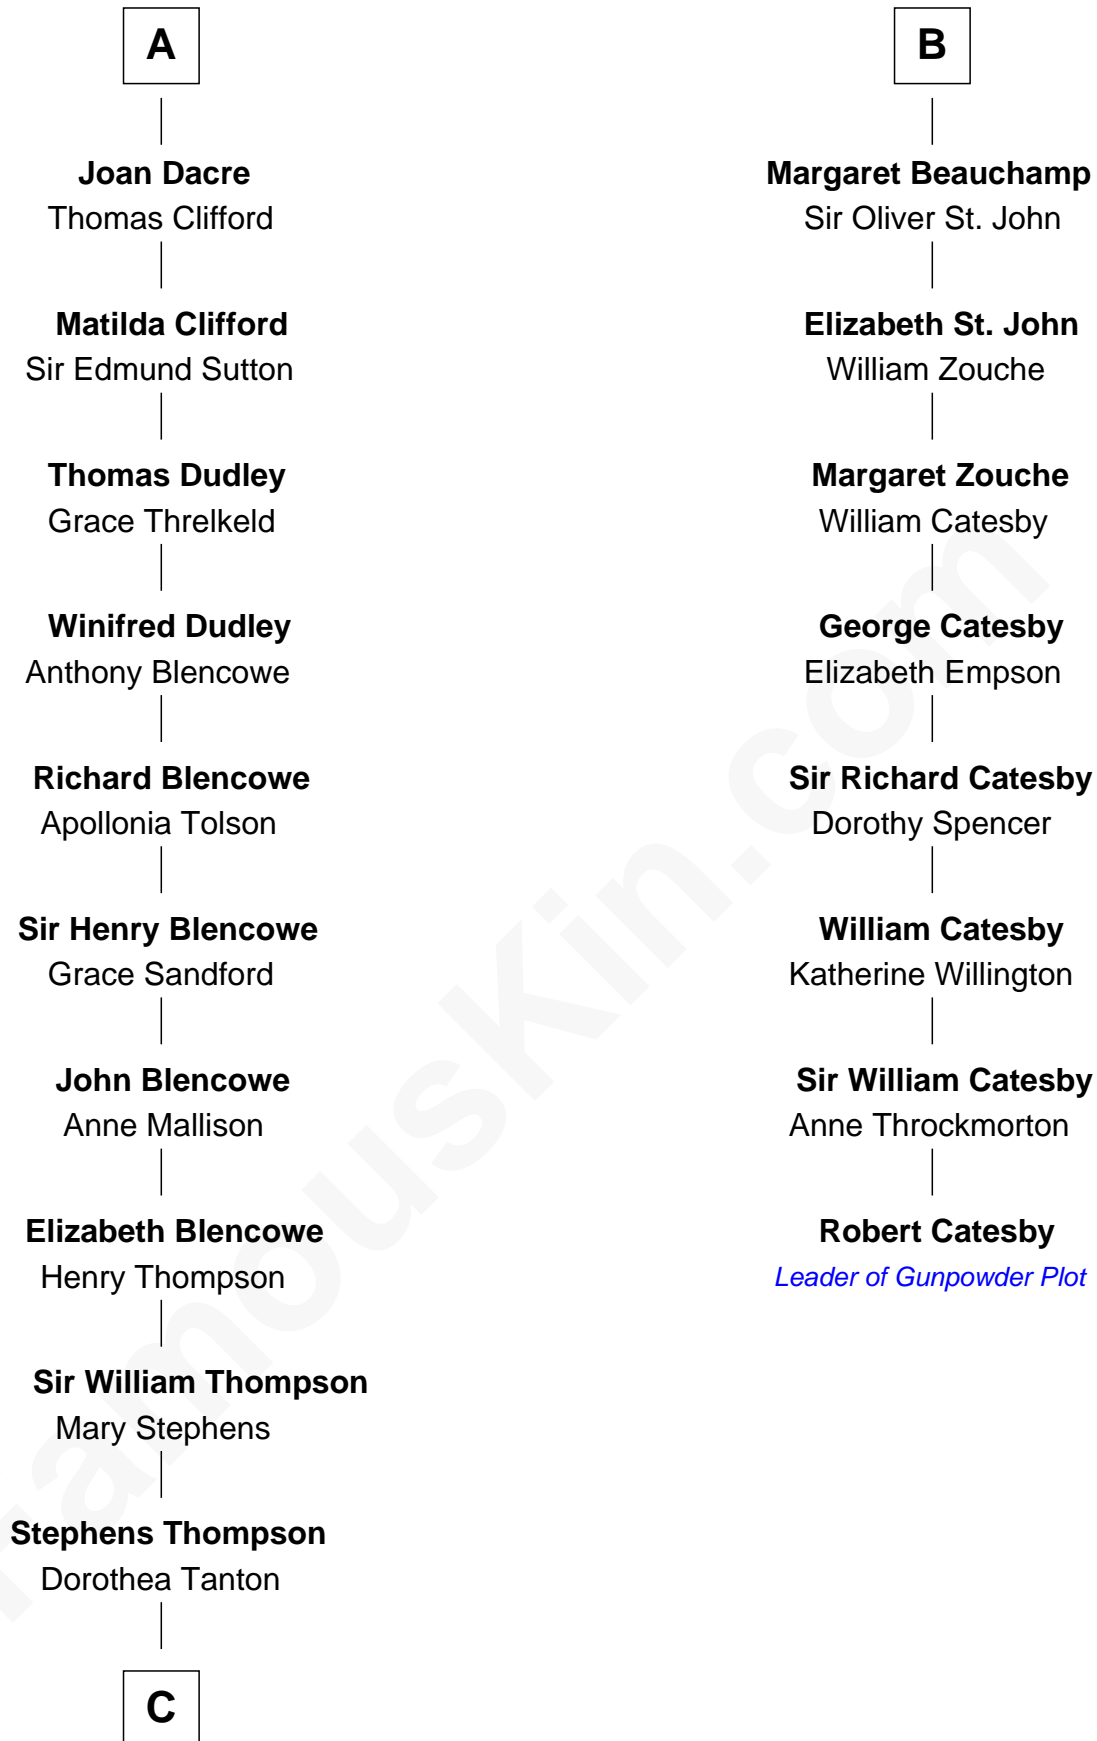 A
Joan Dacre
Thomas Clifford
Matilda Clifford
Sir Edmund Sutton
Thomas Dudley
Grace Threlkeld
Winifred Dudley
Anthony Blencowe
Richard Blencowe
Apollonia Tolson
Sir Henry Blencowe
Grace Sandford
John Blencowe
Anne Mallison
Elizabeth Blencowe
Henry Thompson
Sir William Thompson
Mary Stephens
Stephens Thompson
Dorothea Tanton
C
B
Margaret Beauchamp
Sir Oliver St. John
Elizabeth St. John
William Zouche
Margaret Zouche
William Catesby
George Catesby
Elizabeth Empson
Sir Richard Catesby
Dorothy Spencer
William Catesby
Katherine Willington
Sir William Catesby
Anne Throckmorton
Robert Catesby
Leader of Gunpowder Plot
FamousKin.com